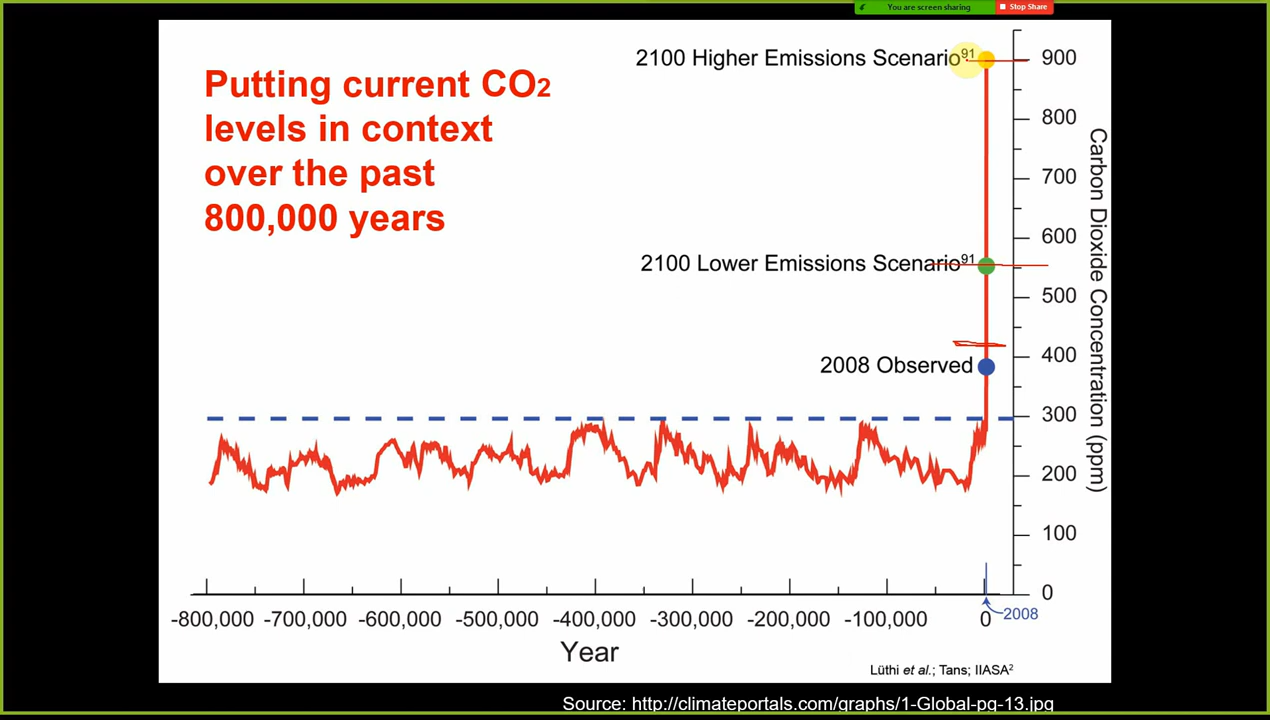 You are screen sharing
Stop Share
Putting current CO2
levels in context
over the past
800,000 years
2100 Higher Emissions Scenario91
2100 Lower Emissions Scenario91
2008 Observed
900
800
700
600
500
400
300
200
100
0
Carbon Dioxide Concentration (ppm)
-800,000 -700,000 -600,000 -500,000 -400,000 -300,000 -200,000 -100,000 0
2008
Year
Lüthi et al.; Tans; IIASA2
Source: http://climateportals.com/graphs/1-Global-pg-13.jpg